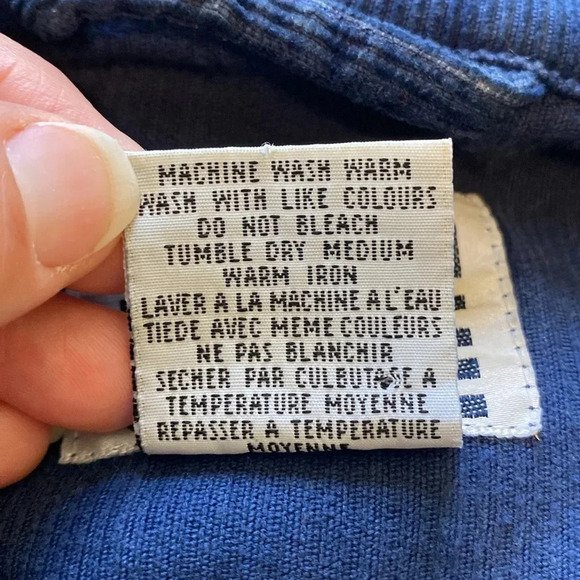 MACHINE WASH WARM
WASH WITH LIKE COLOURS
DO NOT BLEACH
TUMBLE DRY MEDIUM
WARM IRON
LAVER A LA MACHINE A L'EAU
TIEDE AVEC MEME COULEURS
NE PAS BLANCHIR
SECHER PAR CULBUTAGE A
TEMPERATURE MOYENNE
REPASSER A TEMPERATURE
MOYENNE